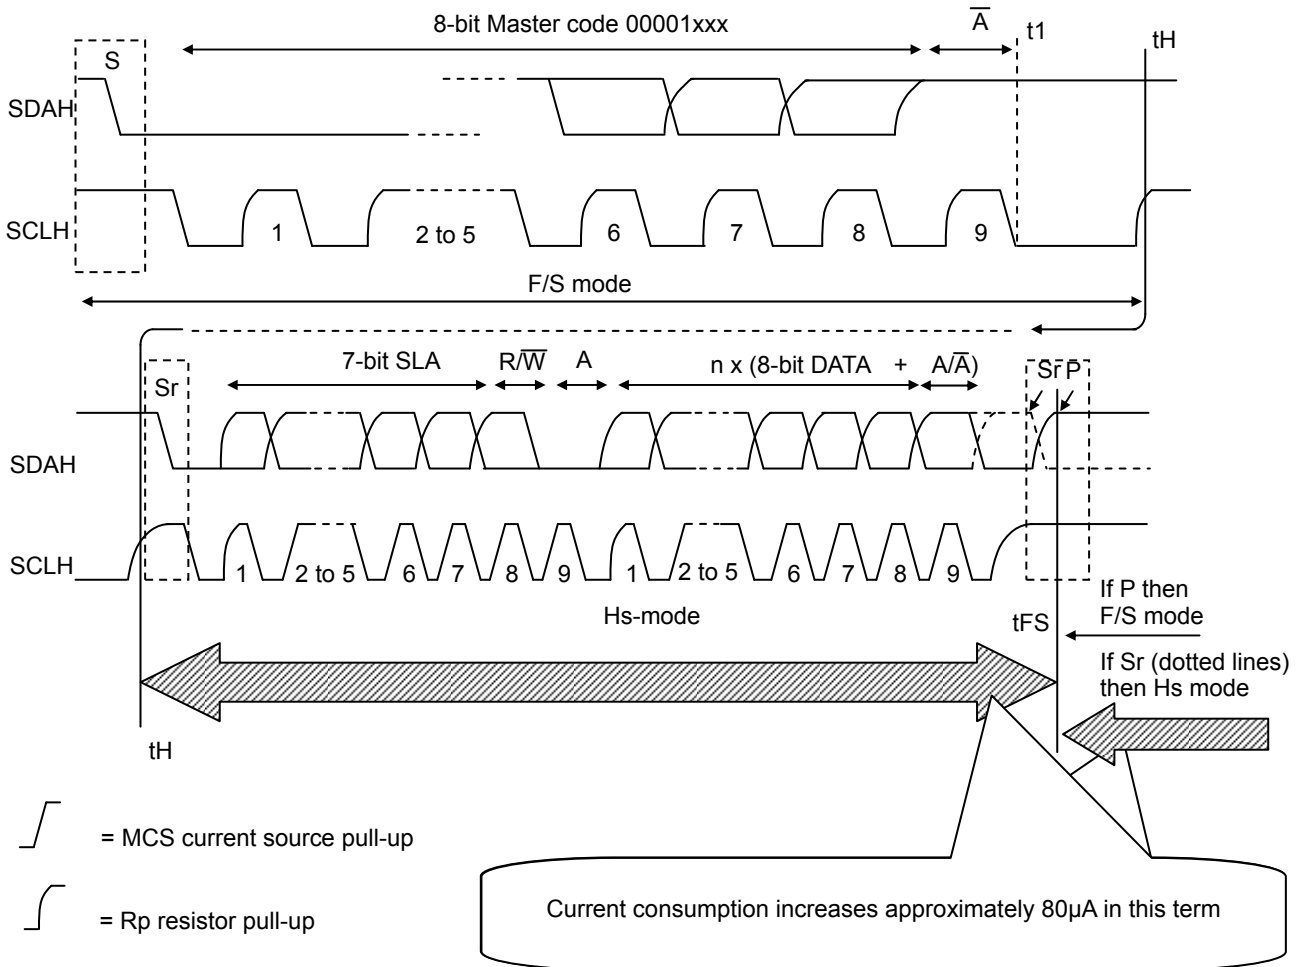 8-bit Master code 00001xxx
A̅
t1
tH
S
SDAH
SCLH
1
2 to 5
6
7
8
9
F/S mode
7-bit SLA
R/W̅
A
n x (8-bit DATA + A/A̅)
Sr
Sr P
SDAH
SCLH
1
2 to 5
6
7
8
9
1
2 to 5
6
7
8
9
Hs-mode
tFS
If P then
F/S mode
If Sr (dotted lines)
then Hs mode
tH
= MCS current source pull-up
= Rp resistor pull-up
Current consumption increases approximately 80µA in this term